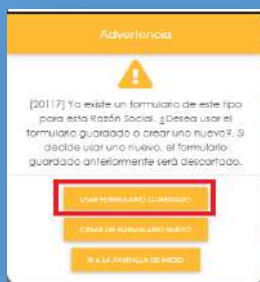 Advertencia
[20117] Ya existe un formulario de este tipo
para esta Razón Social. ¿Desea usar el
formulario guardado o crear uno nuevo?. Si
decide usar uno nuevo, el formulario
guardado anteriormente será descartado.
USAR FORMULARIO GUARDADO
CREAR UN FORMULARIO NUEVO
IR A LA PANTALLA DE INICIO